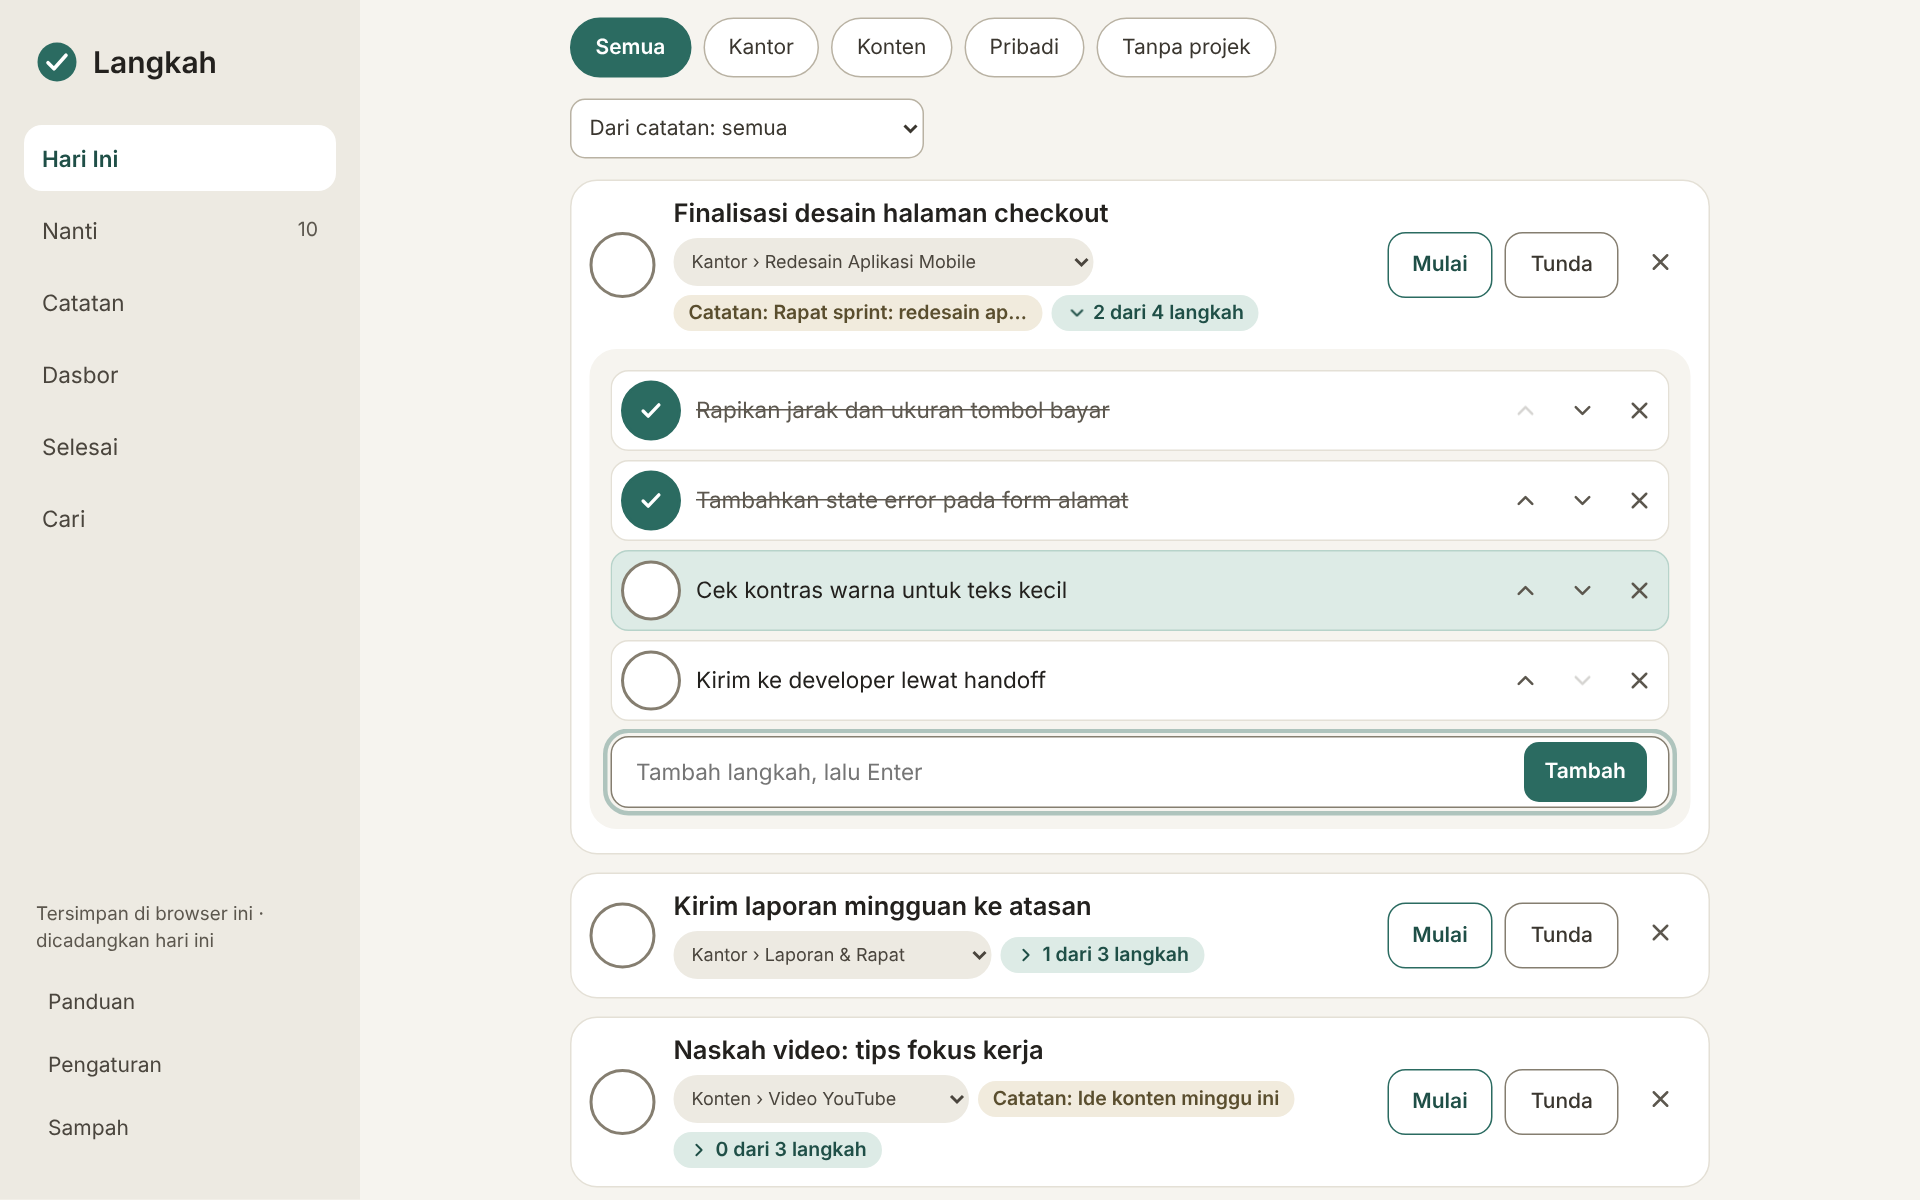 Langkah
Hari Ini
Nanti 10
Catatan
Dasbor
Selesai
Cari
Tersimpan di browser ini ·
dicadangkan hari ini
Panduan
Pengaturan
Sampah
Semua Kantor Konten Pribadi Tanpa projek
Dari catatan: semua
Finalisasi desain halaman checkout
Kantor › Redesain Aplikasi Mobile
Catatan: Rapat sprint: redesain ap... 2 dari 4 langkah
Mulai Tunda
Rapikan jarak dan ukuran tombol bayar
Tambahkan state error pada form alamat
Cek kontras warna untuk teks kecil
Kirim ke developer lewat handoff
Tambah langkah, lalu Enter Tambah
Kirim laporan mingguan ke atasan
Kantor › Laporan & Rapat 1 dari 3 langkah
Mulai Tunda
Naskah video: tips fokus kerja
Konten › Video YouTube Catatan: Ide konten minggu ini
0 dari 3 langkah
Mulai Tunda